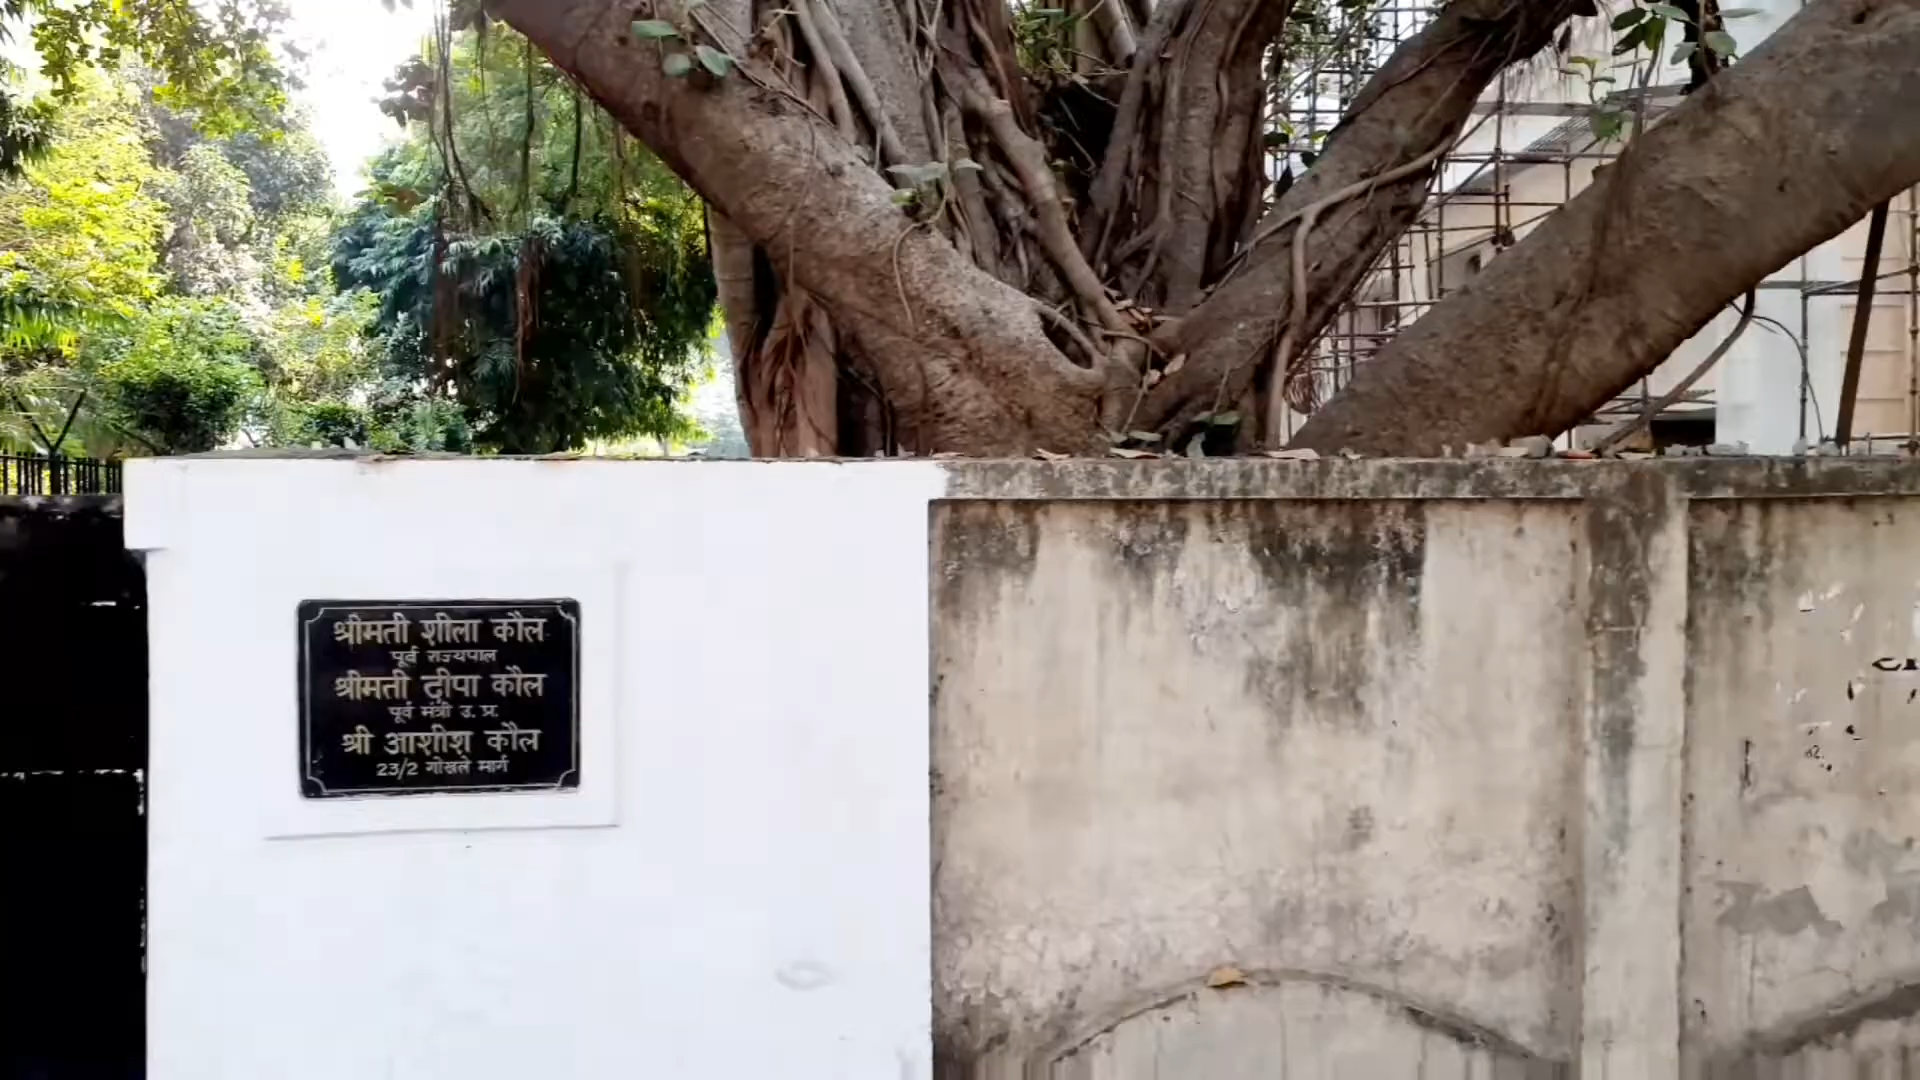 श्रीमती शीला कौल
पूर्व राज्यपाल
श्रीमती दीपा कौल
पूर्व मंत्री उ. प्र.
श्री आशीश कौल
23/2 गोखले मार्ग